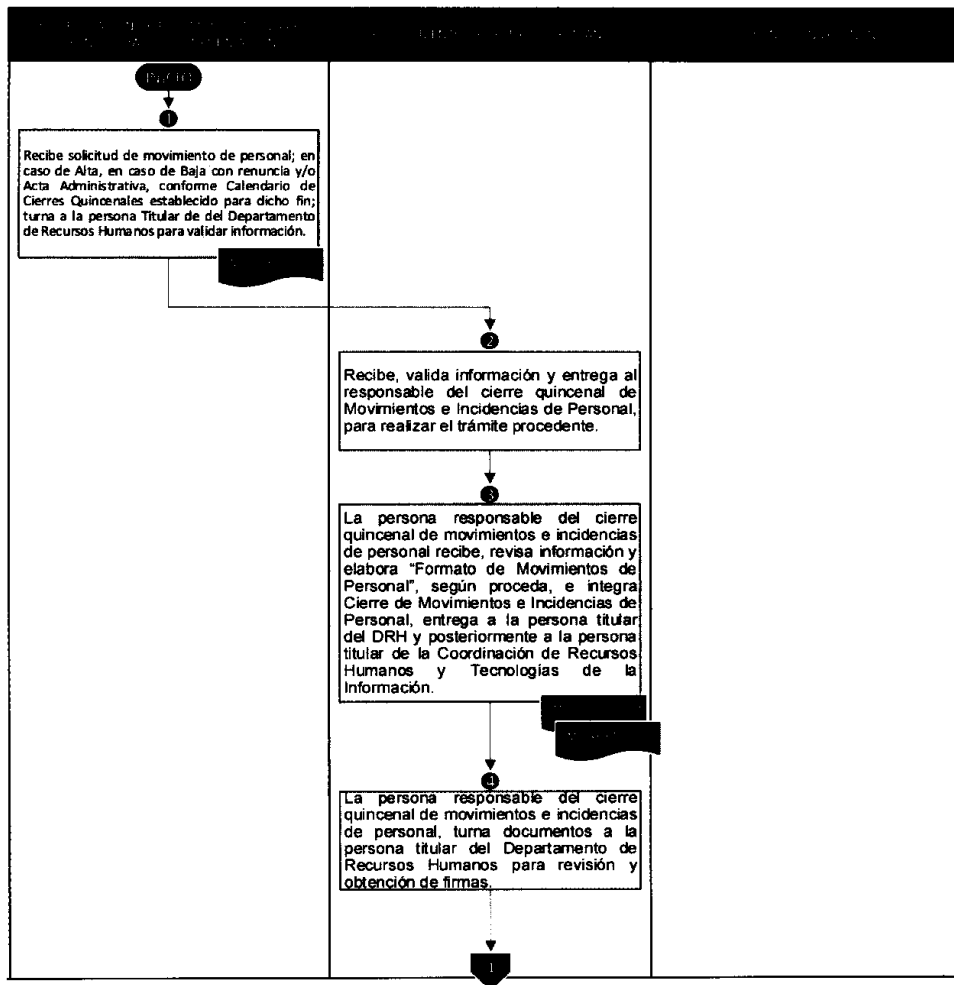 INICIO
1
Recibe solicitud de movimiento de personal; en
caso de Alta, en caso de Baja con renuncia y/o
Acta Administrativa, conforme Calendario de
Cierres Quincenales establecido para dicho fin;
turna a la persona Titular de del Departamento
de Recursos Humanos para validar información.
2
Recibe, valida información y entrega al
responsable del cierre quincenal de
Movimientos e Incidencias de Personal,
para realizar el trámite procedente.
3
La persona responsable del cierre
quincenal de movimientos e incidencias
de personal recibe, revisa información y
elabora “Formato de Movimientos de
Personal”, según proceda, e integra
Cierre de Movimientos e Incidencias de
Personal, entrega a la persona titular
del DRH y posteriormente a la persona
titular de la Coordinación de Recursos
Humanos y Tecnologías de la
Información.
4
La persona responsable del cierre
quincenal de movimientos e incidencias
de personal, turna documentos a la
persona titular del Departamento de
Recursos Humanos para revisión y
obtención de firmas.
1